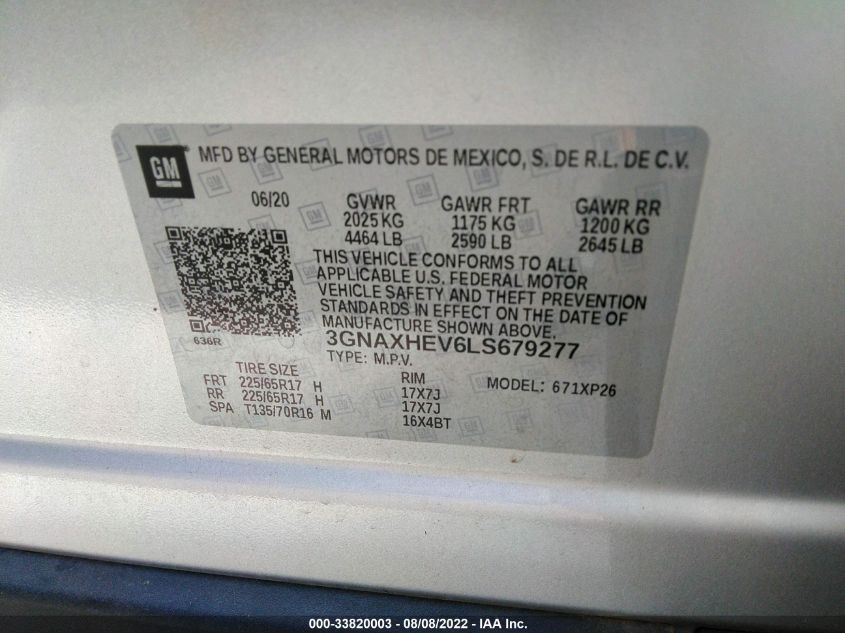 GM MFD BY GENERAL MOTORS DE MEXICO, S. DE R.L. DE C.V.
06/20 GVWR GAWR FRT GAWR RR
2025 KG 1175 KG 1200 KG
4464 LB 2590 LB 2645 LB
THIS VEHICLE CONFORMS TO ALL
APPLICABLE U.S. FEDERAL MOTOR
VEHICLE SAFETY AND THEFT PREVENTION
STANDARDS IN EFFECT ON THE DATE OF
MANUFACTURE SHOWN ABOVE.
636R 3GNAXHEV6LS679277
TYPE: M.P.V.
TIRE SIZE RIM MODEL: 671XP26
FRT 225/65R17 H 17X7J
RR 225/65R17 H 17X7J
SPA T135/70R16 M 16X4BT
000-33820003 - 08/08/2022 - IAA Inc.